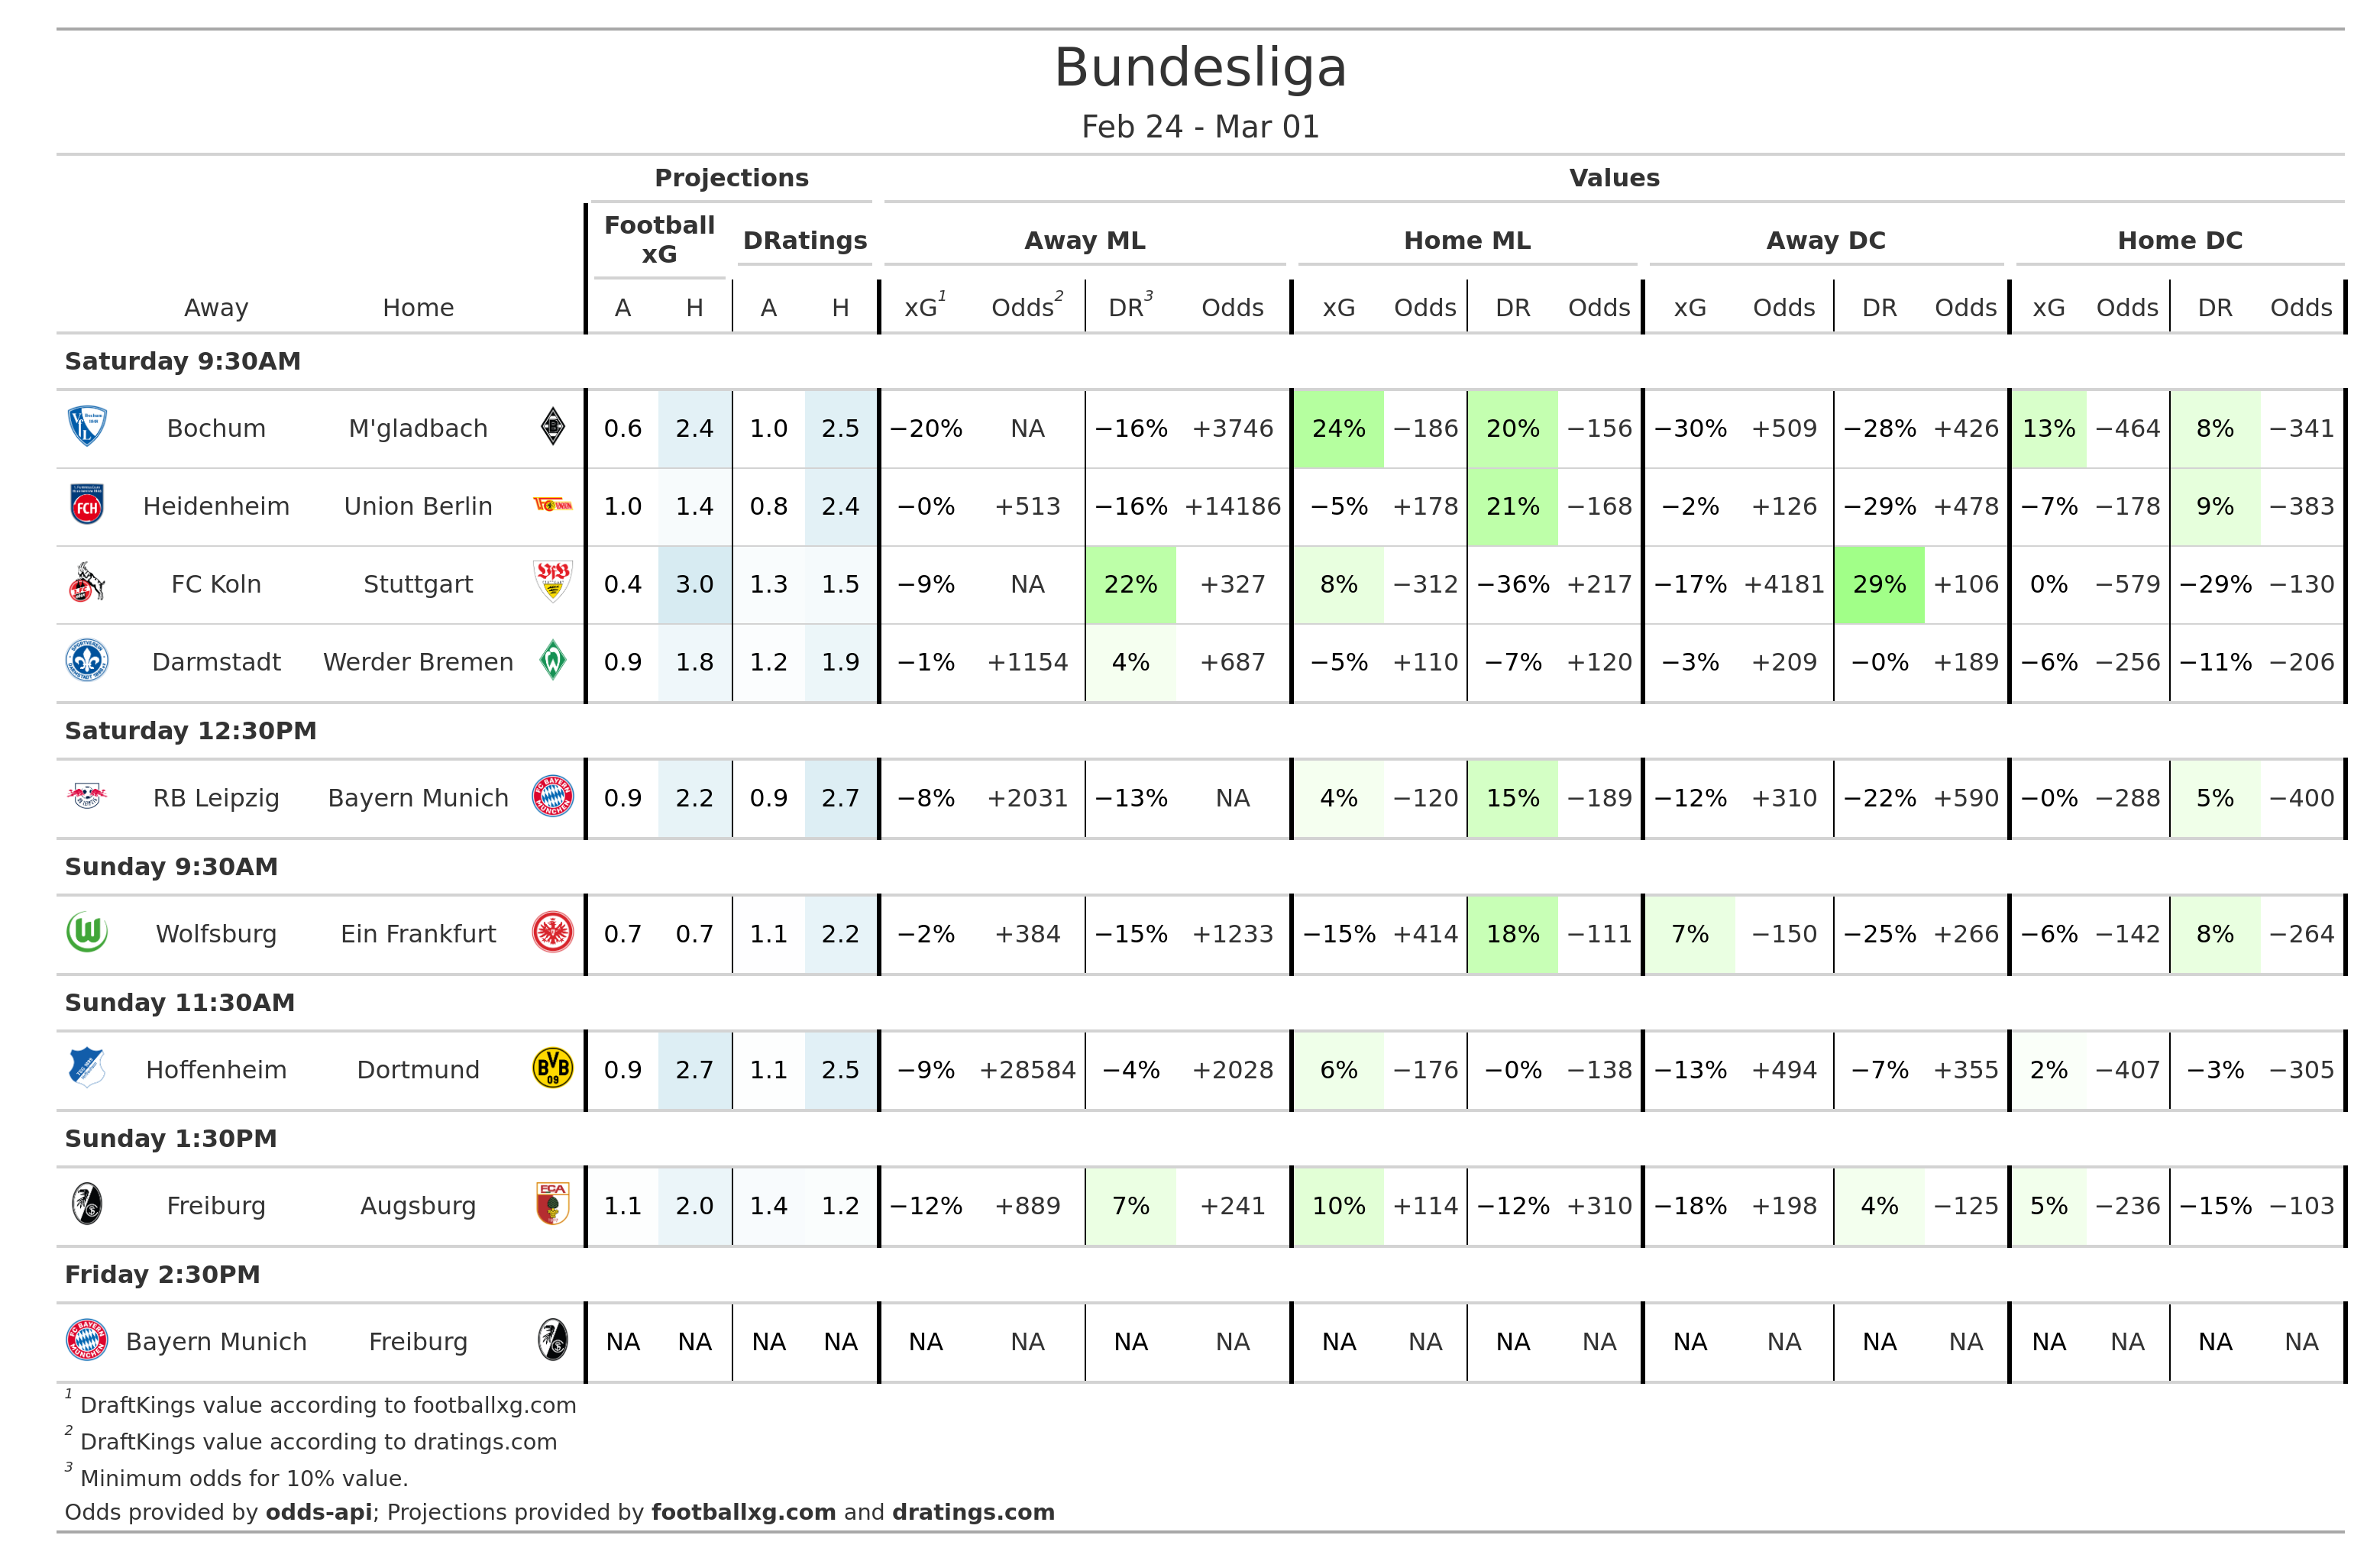 Bundesliga
Feb 24 - Mar 01
Projections Values
Football xG DRatings Away ML Home ML Away DC Home DC
Away Home A H A H xG1 Odds2 DR3 Odds xG Odds DR Odds xG Odds DR Odds xG Odds DR Odds
Saturday 9:30AM
Bochum M'gladbach 0.6 2.4 1.0 2.5 −20% NA −16% +3746 24% −186 20% −156 −30% +509 −28% +426 13% −464 8% −341
Heidenheim Union Berlin 1.0 1.4 0.8 2.4 −0% +513 −16% +14186 −5% +178 21% −168 −2% +126 −29% +478 −7% −178 9% −383
FC Koln Stuttgart 0.4 3.0 1.3 1.5 −9% NA 22% +327 8% −312 −36% +217 −17% +4181 29% +106 0% −579 −29% −130
Darmstadt Werder Bremen 0.9 1.8 1.2 1.9 −1% +1154 4% +687 −5% +110 −7% +120 −3% +209 −0% +189 −6% −256 −11% −206
Saturday 12:30PM
RB Leipzig Bayern Munich 0.9 2.2 0.9 2.7 −8% +2031 −13% NA 4% −120 15% −189 −12% +310 −22% +590 −0% −288 5% −400
Sunday 9:30AM
Wolfsburg Ein Frankfurt 0.7 0.7 1.1 2.2 −2% +384 −15% +1233 −15% +414 18% −111 7% −150 −25% +266 −6% −142 8% −264
Sunday 11:30AM
Hoffenheim Dortmund 0.9 2.7 1.1 2.5 −9% +28584 −4% +2028 6% −176 −0% −138 −13% +494 −7% +355 2% −407 −3% −305
Sunday 1:30PM
Freiburg Augsburg 1.1 2.0 1.4 1.2 −12% +889 7% +241 10% +114 −12% +310 −18% +198 4% −125 5% −236 −15% −103
Friday 2:30PM
Bayern Munich Freiburg NA NA NA NA NA NA NA NA NA NA NA NA NA NA NA NA NA NA NA NA
1 DraftKings value according to footballxg.com
2 DraftKings value according to dratings.com
3 Minimum odds for 10% value.
Odds provided by odds-api; Projections provided by footballxg.com and dratings.com